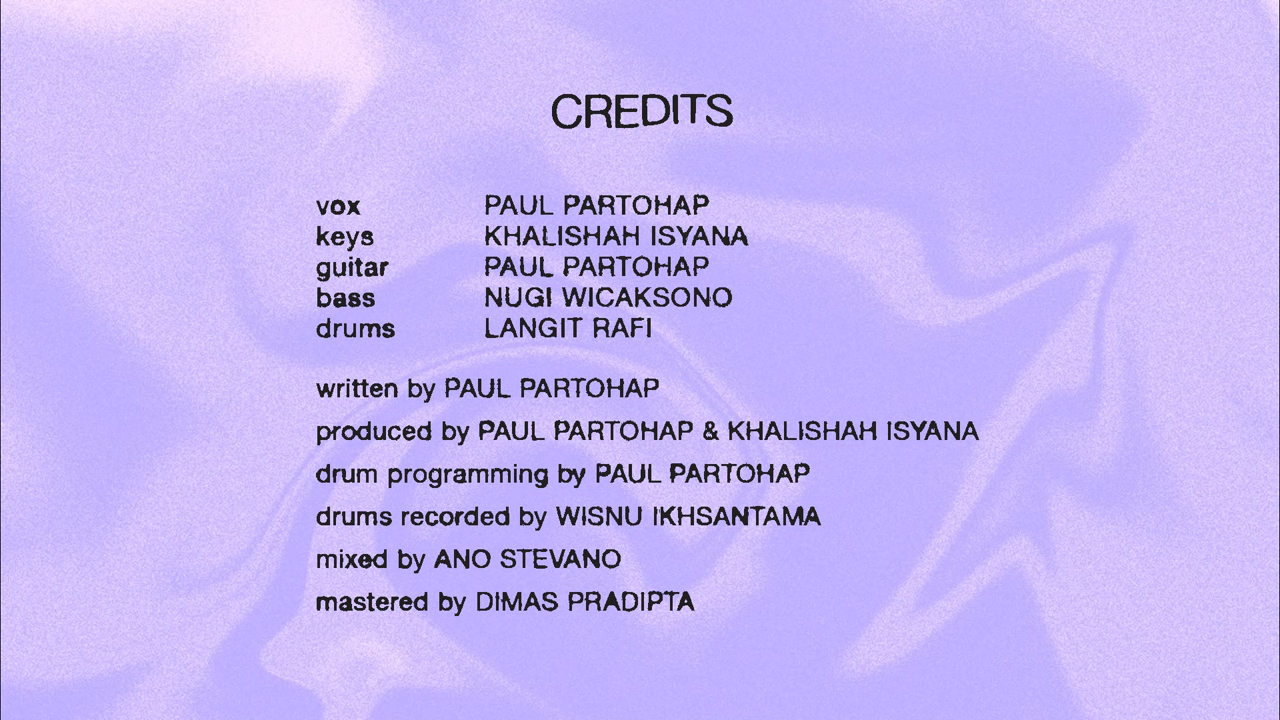 CREDITS
vox PAUL PARTOHAP
keys KHALISHAH ISYANA
guitar PAUL PARTOHAP
bass NUGI WICAKSONO
drums LANGIT RAFI
written by PAUL PARTOHAP
produced by PAUL PARTOHAP & KHALISHAH ISYANA
drum programming by PAUL PARTOHAP
drums recorded by WISNU IKHSANTAMA
mixed by ANO STEVANO
mastered by DIMAS PRADIPTA